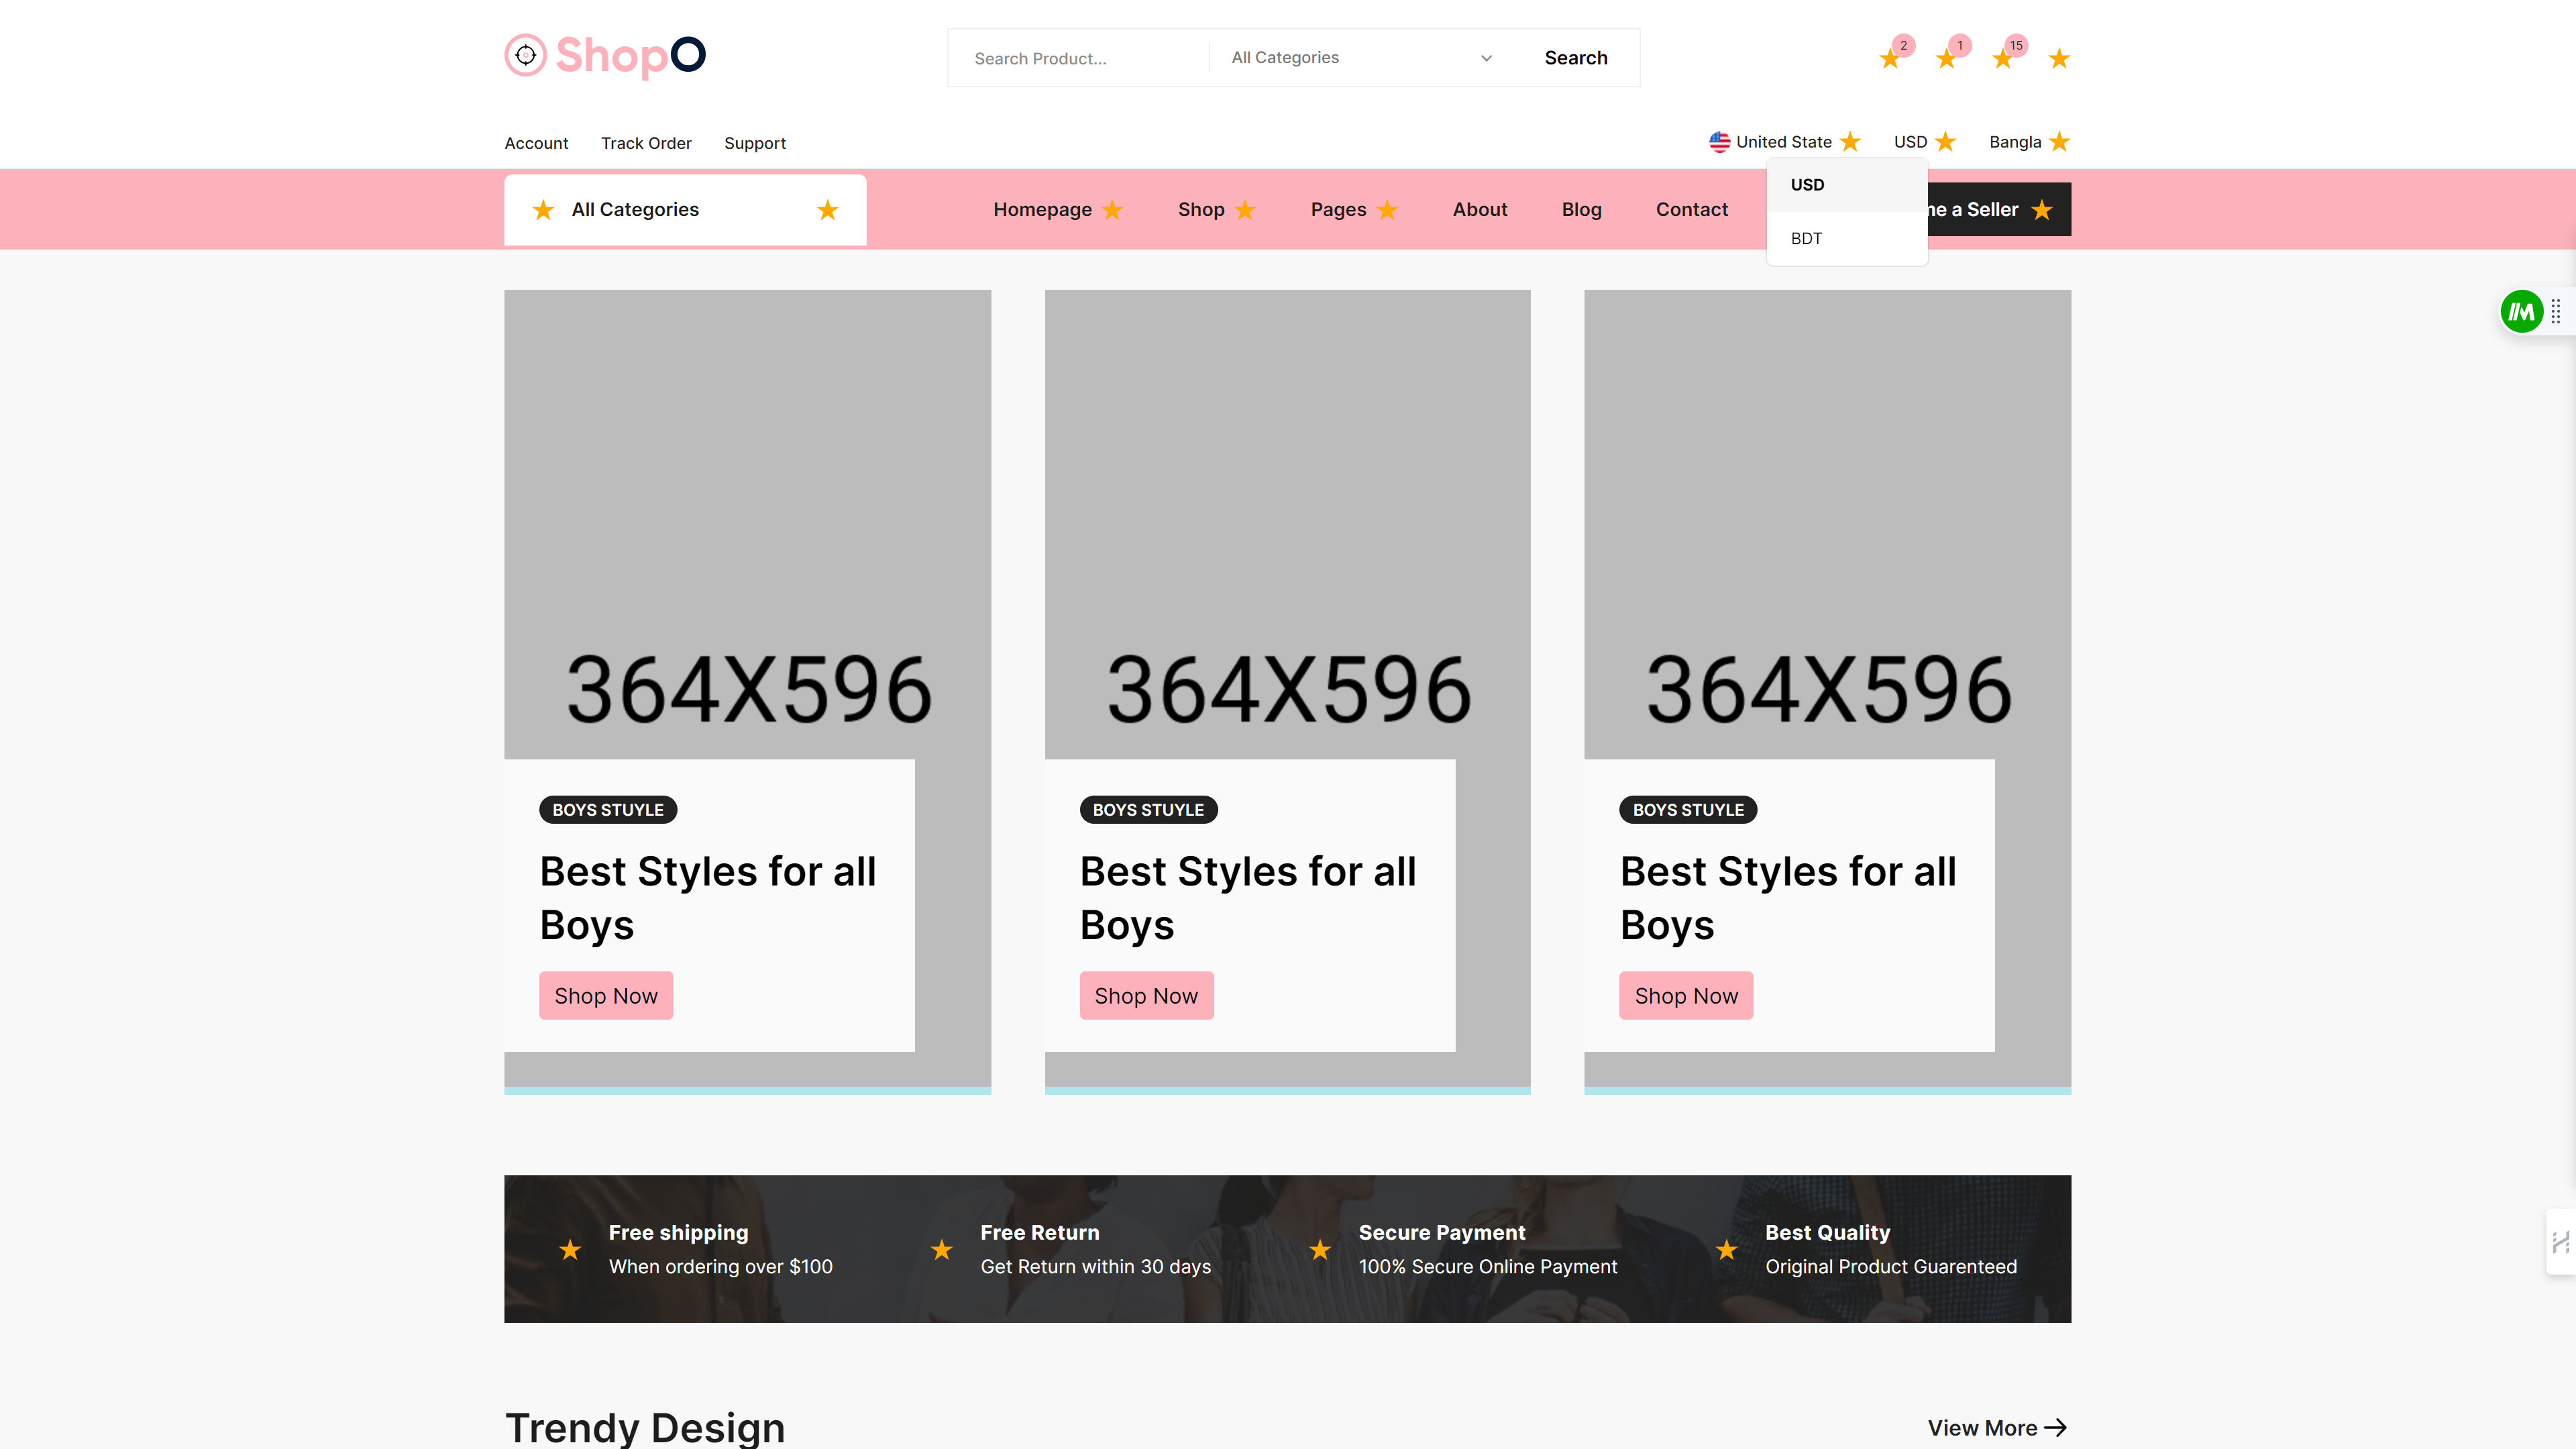 ShopO
Search Product...
All Categories
Search
2
1
15
Account
Track Order
Support
United State
USD
Bangla
USD
BDT
All Categories
Homepage
Shop
Pages
About
Blog
Contact
me a Seller
364X596
364X596
364X596
BOYS STUYLE
Best Styles for all
Boys
Shop Now
BOYS STUYLE
Best Styles for all
Boys
Shop Now
BOYS STUYLE
Best Styles for all
Boys
Shop Now
Free shipping
When ordering over $100
Free Return
Get Return within 30 days
Secure Payment
100% Secure Online Payment
Best Quality
Original Product Guarenteed
Trendy Design
View More